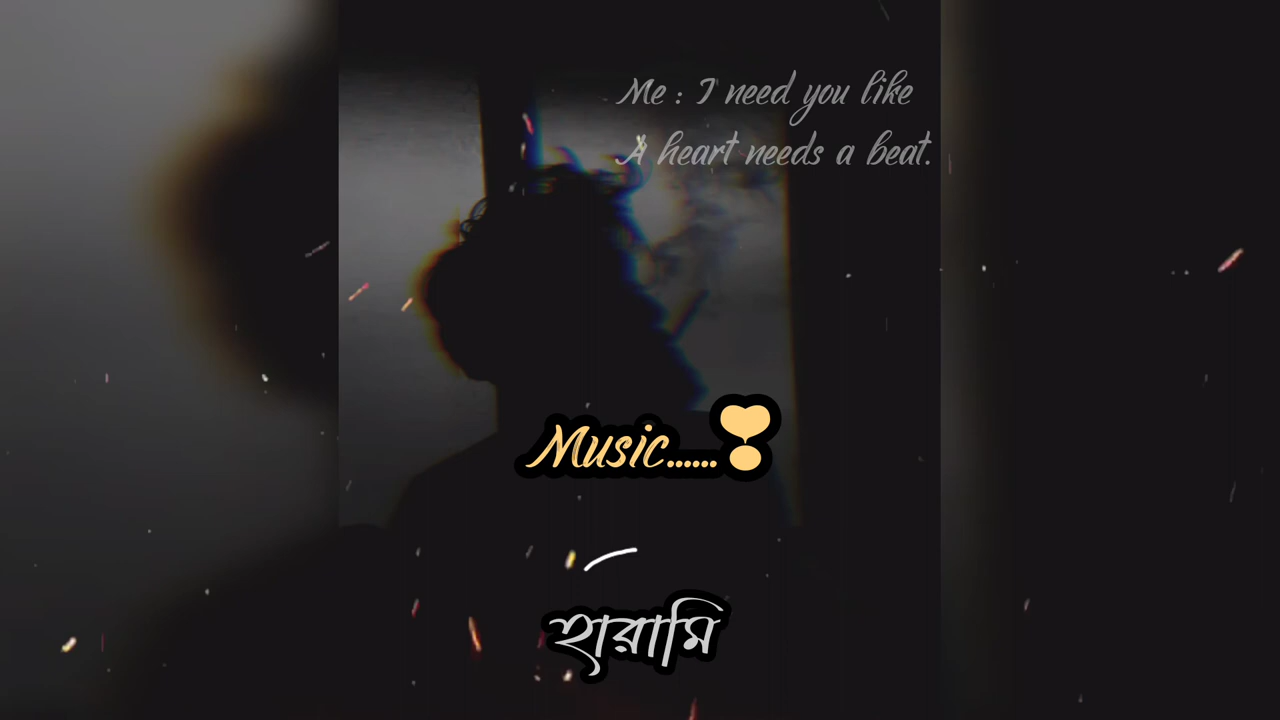 Me : I need you like
A heart needs a beat.
Music......❣
হারামি